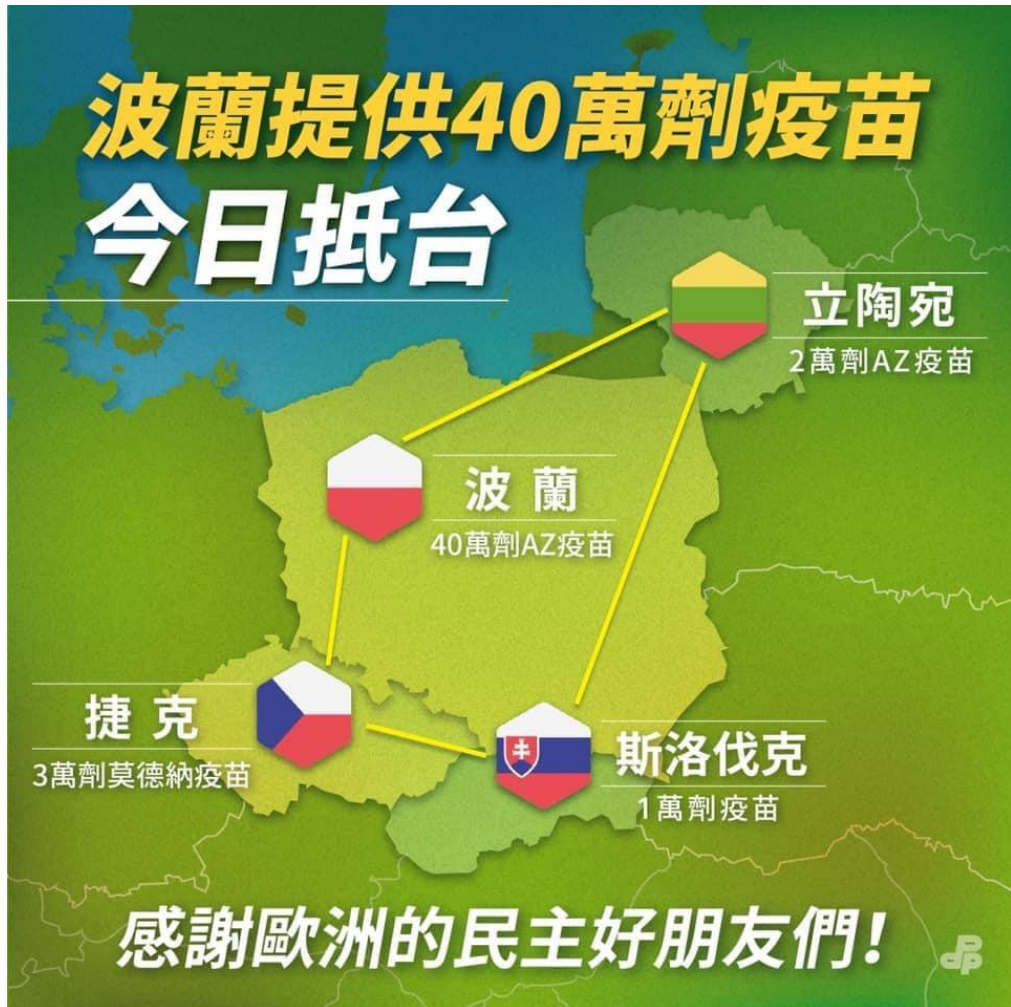 波蘭提供40萬劑疫苗
今日抵台
立陶宛
2萬劑AZ疫苗
波蘭
40萬劑AZ疫苗
捷克
3萬劑莫德納疫苗
斯洛伐克
1萬劑疫苗
感謝歐洲的民主好朋友們!
DPP